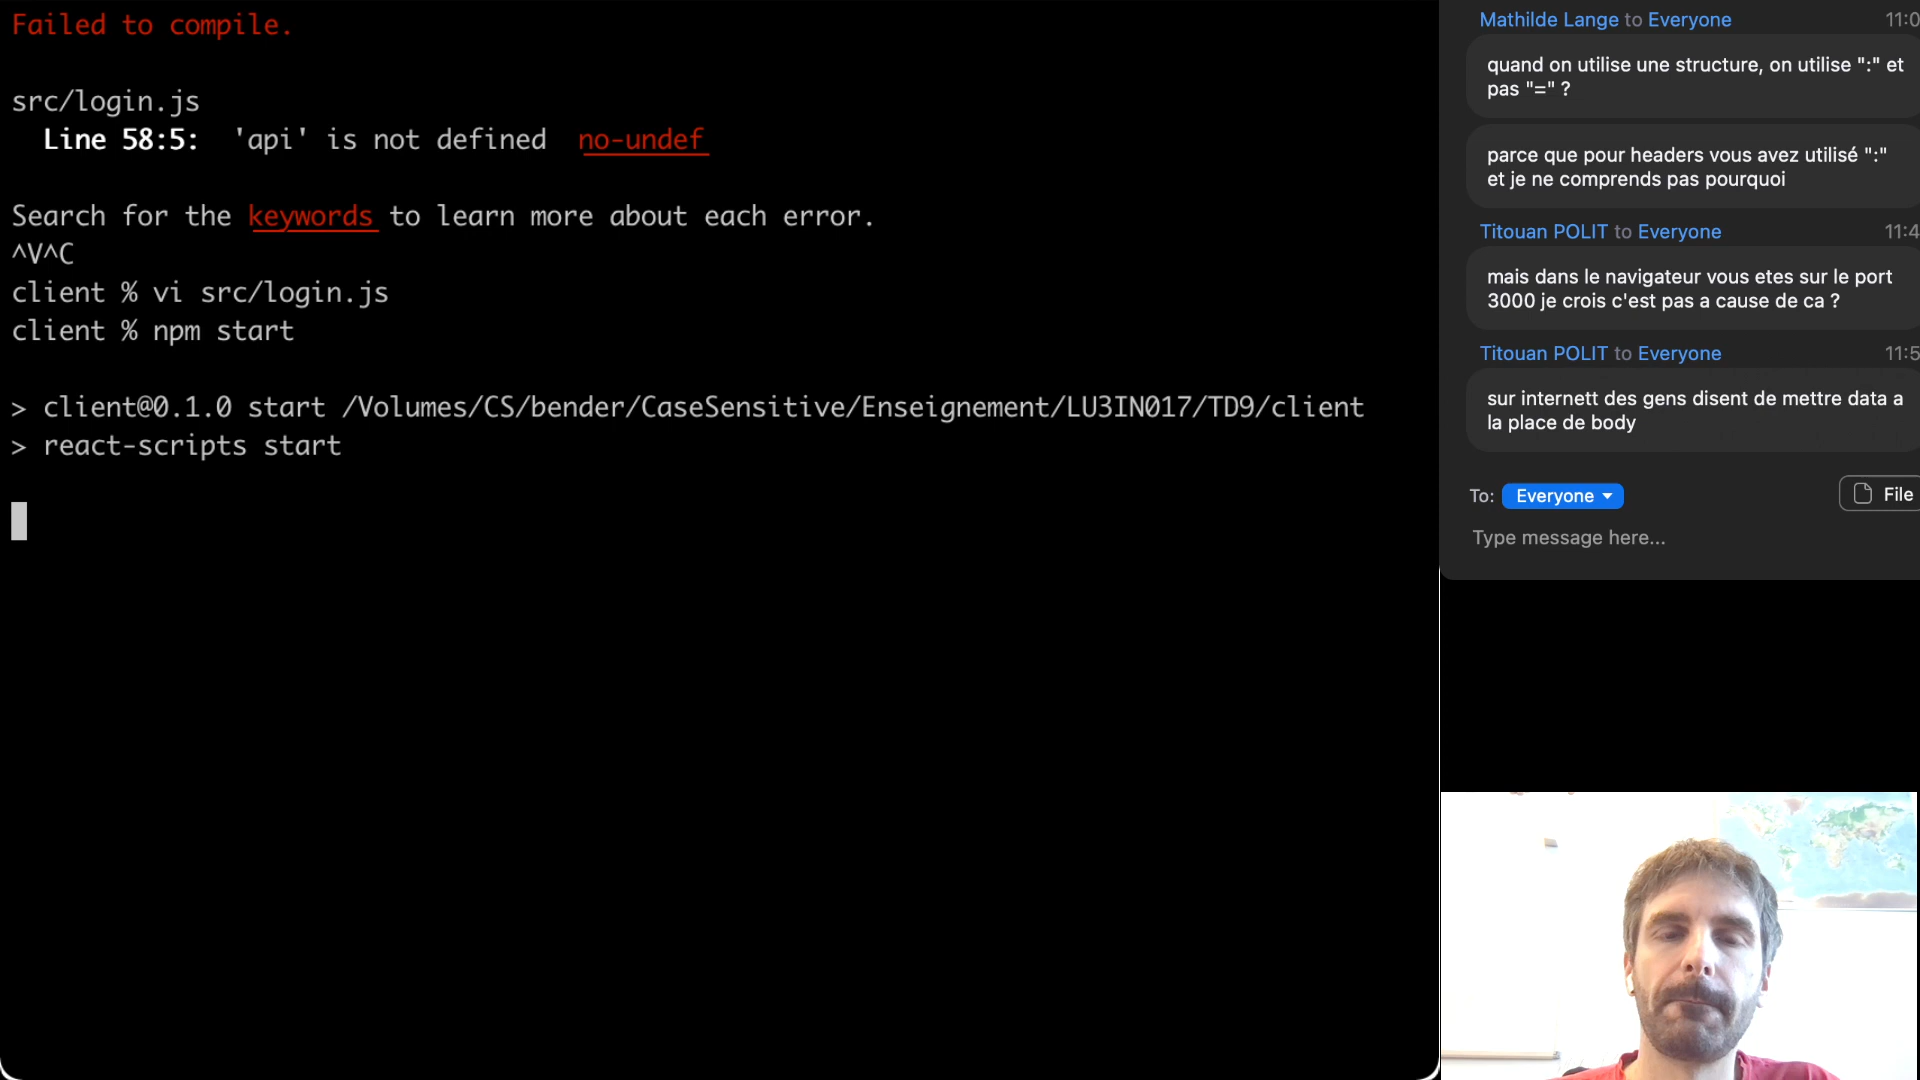 Failed to compile.
src/login.js
Line 58:5: 'api' is not defined no-undef
Search for the keywords to learn more about each error.
^V^C
client % vi src/login.js
client % npm start
> client@0.1.0 start /Volumes/CS/bender/CaseSensitive/Enseignement/LU3IN017/TD9/client
> react-scripts start
Mathilde Lange to Everyone 11:0
quand on utilise une structure, on utilise ":" et
pas "=" ?
parce que pour headers vous avez utilisé ":"
et je ne comprends pas pourquoi
Titouan POLIT to Everyone 11:4
mais dans le navigateur vous etes sur le port
3000 je crois c'est pas a cause de ca ?
Titouan POLIT to Everyone 11:5
sur internett des gens disent de mettre data a
la place de body
To: Everyone File
Type message here...